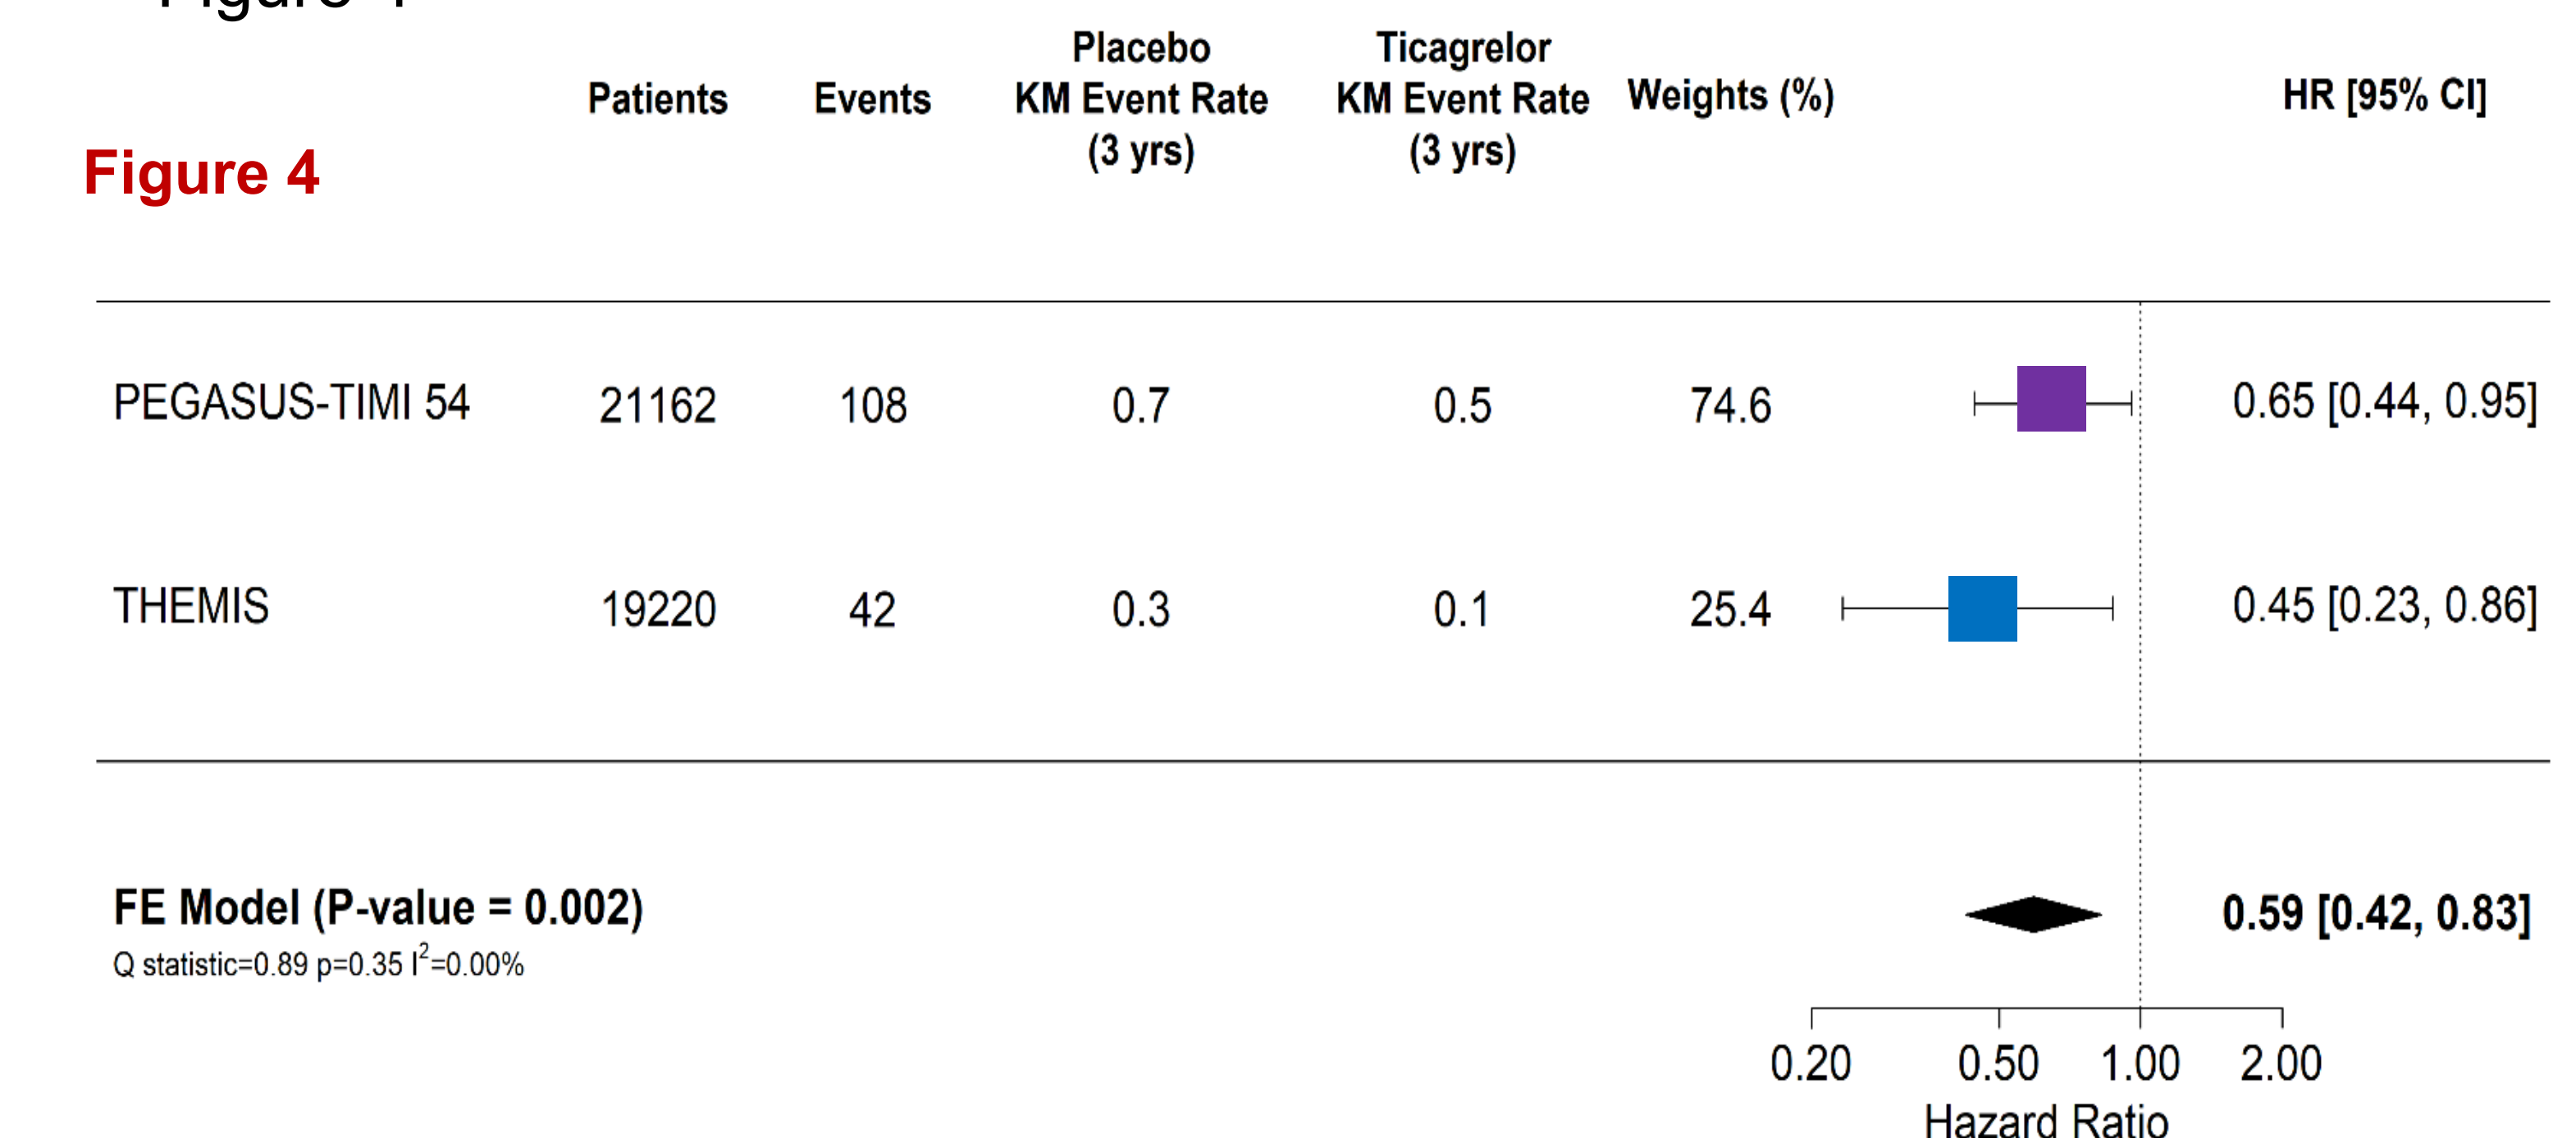 Figure 4
Placebo Ticagrelor
Patients Events KM Event Rate KM Event Rate Weights (%) HR [95% CI]
(3 yrs) (3 yrs)
Figure 4
PEGASUS-TIMI 54 21162 108 0.7 0.5 74.6 0.65 [0.44, 0.95]
THEMIS 19220 42 0.3 0.1 25.4 0.45 [0.23, 0.86]
FE Model (P-value = 0.002) 0.59 [0.42, 0.83]
Q statistic=0.89 p=0.35 I²=0.00%
0.20 0.50 1.00 2.00
Hazard Ratio